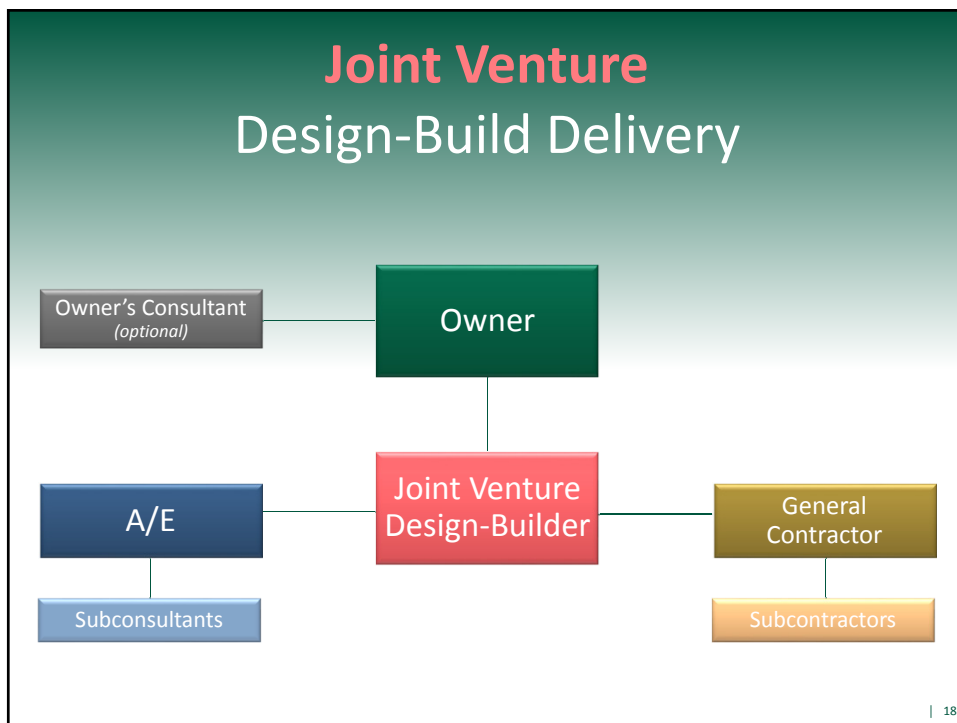 Joint Venture
Design-Build Delivery
Owner’s Consultant
(optional)
Owner
A/E
Joint Venture
Design-Builder
General
Contractor
Subconsultants
Subcontractors
| 18